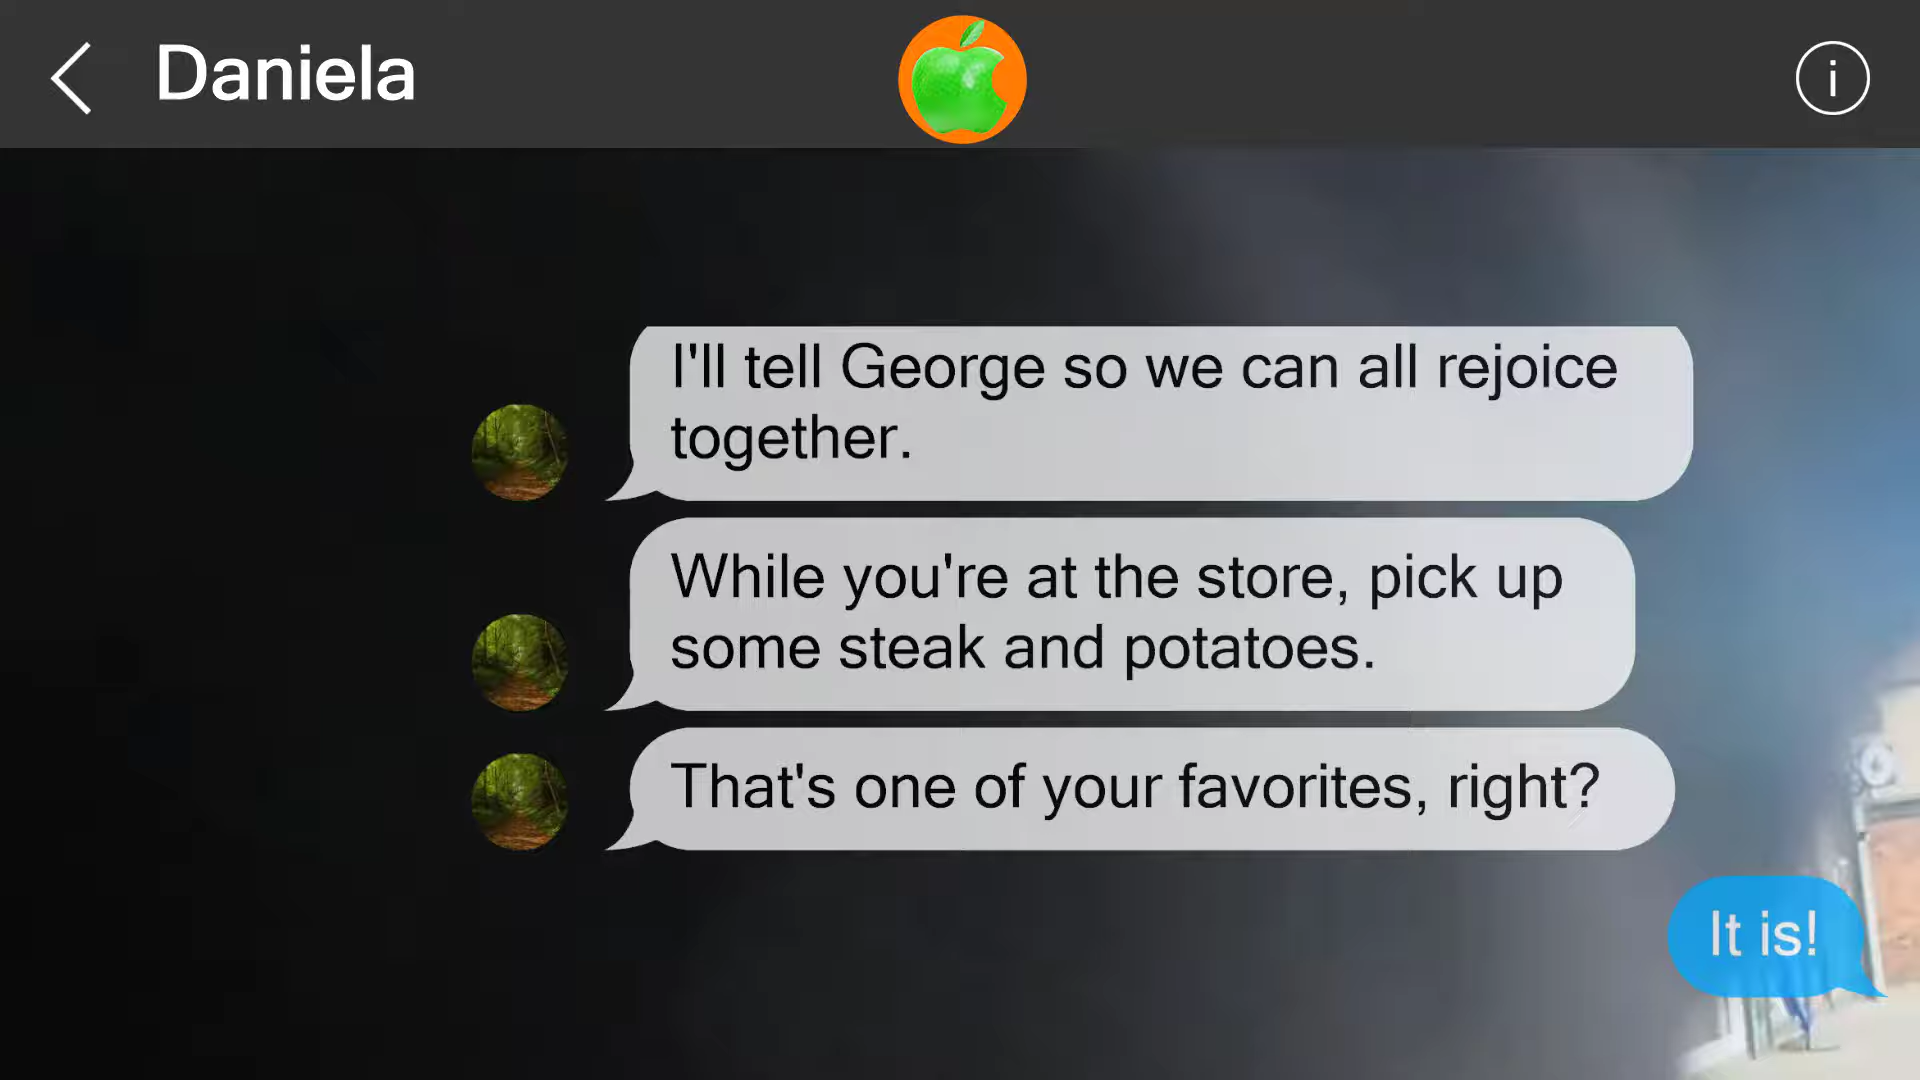 Daniela
I'll tell George so we can all rejoice
together.
While you're at the store, pick up
some steak and potatoes.
That's one of your favorites, right?
It is!